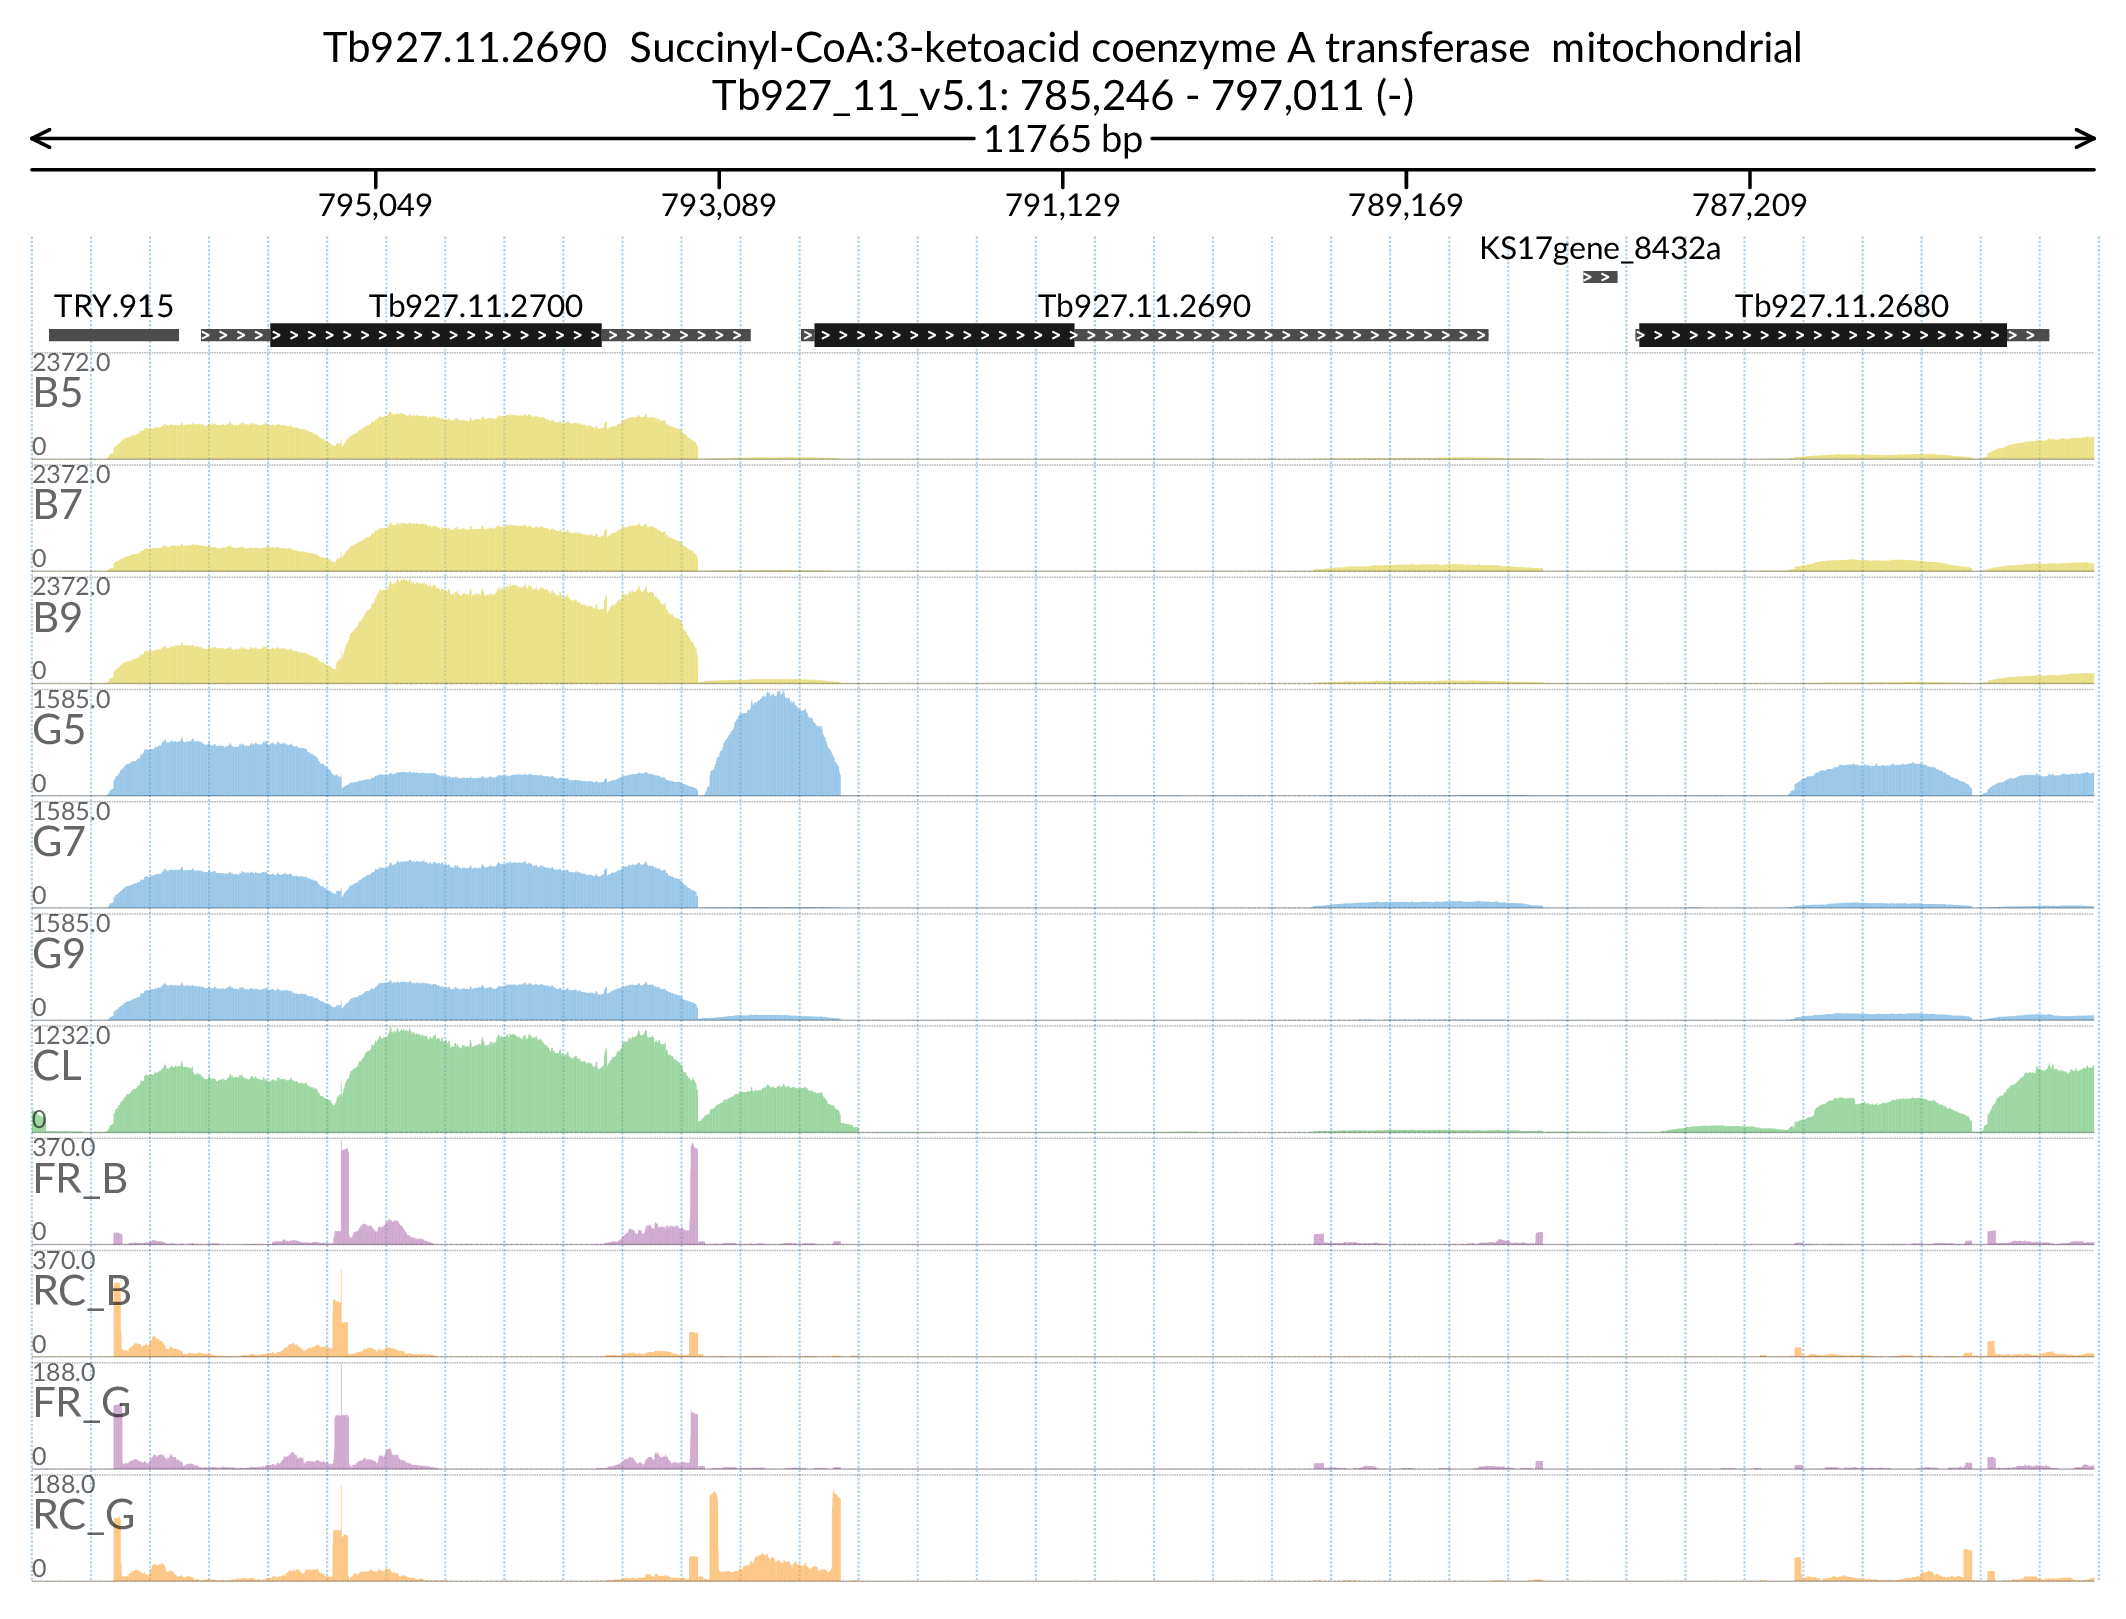 Tb927.11.2690  Succinyl-CoA:3-ketoacid coenzyme A transferase  mitochondrial
Tb927_11_v5.1: 785,246 - 797,011 (-)
11765 bp
795,049 793,089 791,129 789,169 787,209
KS17gene_8432a
TRY.915 Tb927.11.2700 Tb927.11.2690 Tb927.11.2680
2372.0
B5
0
2372.0
B7
0
2372.0
B9
0
1585.0
G5
0
1585.0
G7
0
1585.0
G9
0
1232.0
CL
0
370.0
FR_B
0
370.0
RC_B
0
188.0
FR_G
0
188.0
RC_G
0